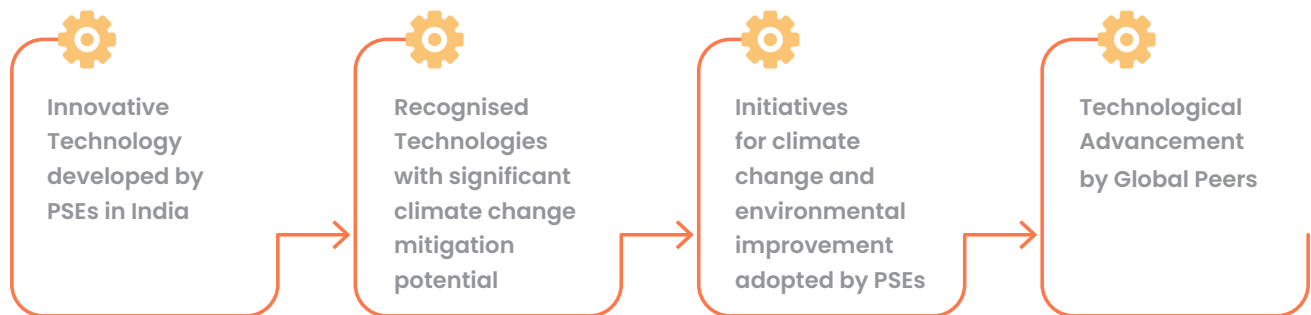 Innovative
Technology
developed by
PSEs in India
Recognised
Technologies
with significant
climate change
mitigation
potential
Initiatives
for climate
change and
environmental
improvement
adopted by PSEs
Technological
Advancement
by Global Peers